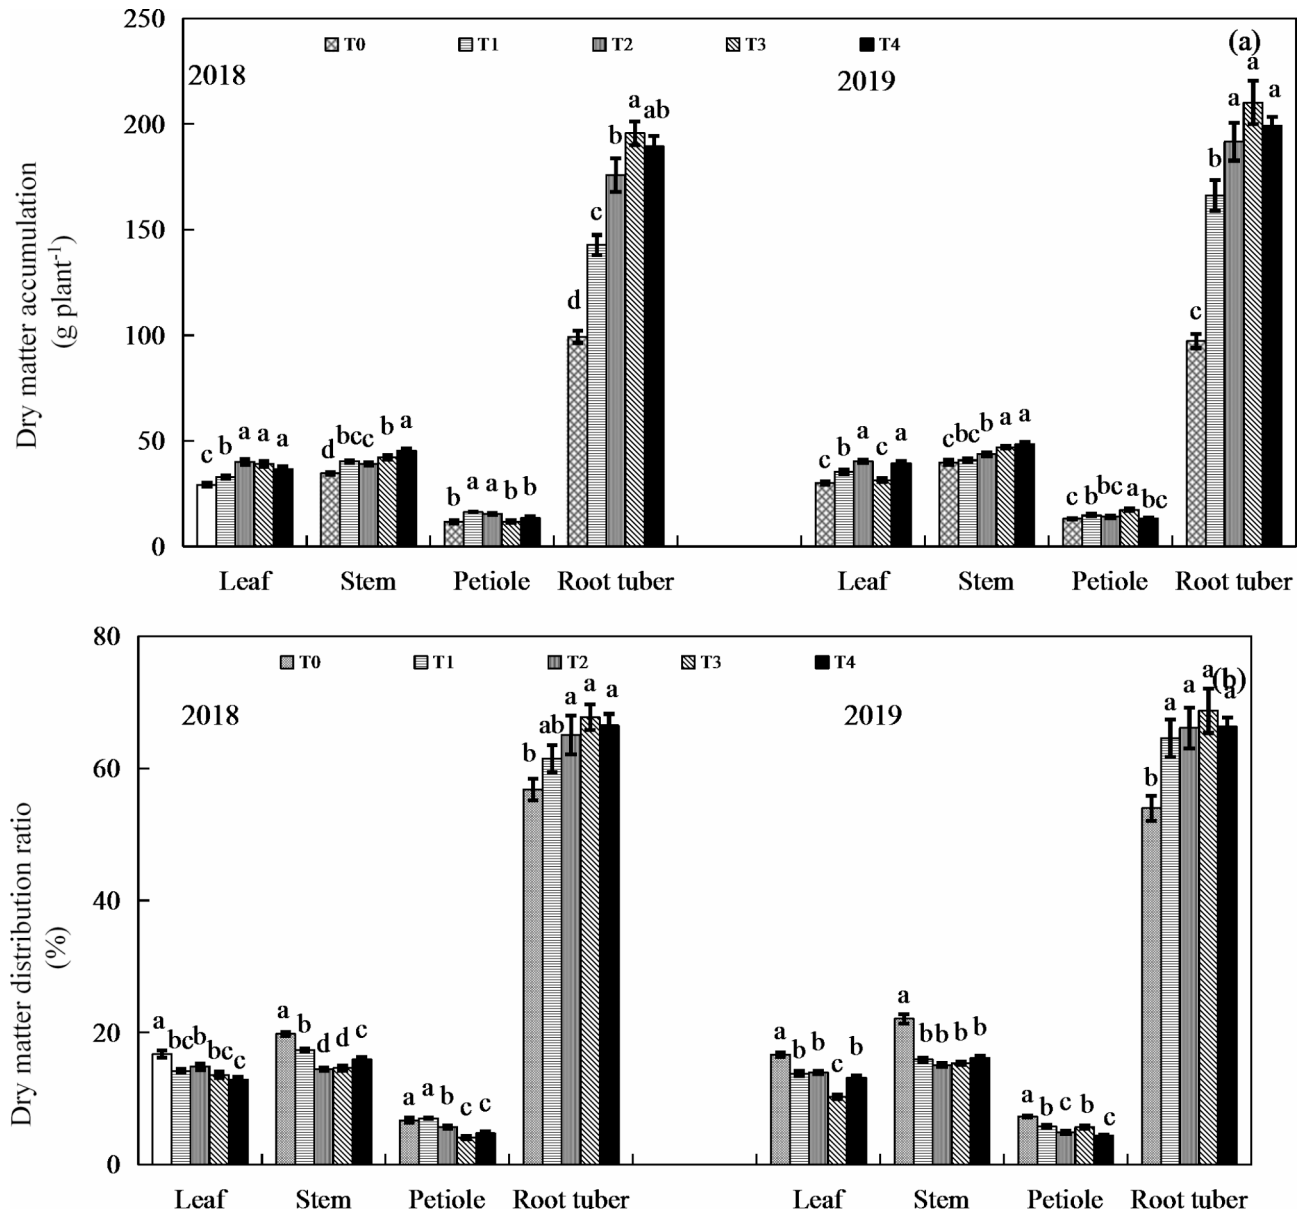 250
T0 T1 T2 T3 T4
(a)
2018
2019
200
150
100
50
0
Dry matter accumulation
(g plant-1)
c b a a a
d bc c b a
b a a b b
d c b a ab
c b a c a
c bc b a a
c b bc a bc
c b a a a
Leaf Stem Petiole Root tuber Leaf Stem Petiole Root tuber
80
T0 T1 T2 T3 T4
(b)
2018
2019
60
40
20
0
Dry matter distribution ratio
(%)
a bc b bc c
a b d d c
a a b c c
b ab a a a
a b b c b
a b b b b
a b c b c
b a a a a
Leaf Stem Petiole Root tuber Leaf Stem Petiole Root tuber